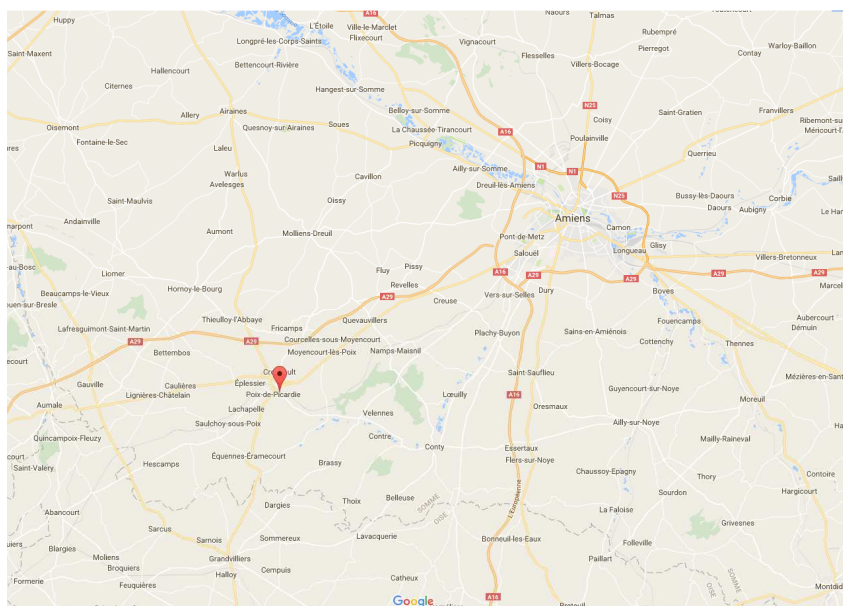 Huppy
L'Étoile
Ville-le-Marclet
Naours
Talmas
Flixecourt
Rubempré
Longpré-les-Corps-Saints
Vignacourt
Pierregot
Warloy-Baillon
Saint-Maxent
Contay
Bettencourt-Rivière
Flesselles
Villers-Bocage
Hallencourt
Citernes
Hangest-sur-Somme
N25
Allery
Airaines
Belloy-sur-Somme
Saint-Gratien
Franvillers
Coisy
Oisemont
Quesnoy-sur-Airaines
Soues
La Chaussée-Tirancourt
A16
Poulainville
Fontaine-le-Sec
Picquigny
Laleu
Querrieu
Warlus
Cavillon
Ailly-sur-Somme
N1
N1
Avelesges
Dreuil-lès-Amiens
Saint-Maulvis
Oissy
N25
Bussy-lès-Daours
Corbie
Daours
Aubigny
Andainville
Amiens
Camon
Aumont
Molliens-Dreuil
Pont-de-Metz
Longueau
Glisy
Salouël
Villers-Bretonneux
Liomer
Fluy
Pissy
A16
A29
A29
A29
Hornoy-le-Bourg
Revelles
Beaucamps-le-Vieux
A29
Creuse
Vers-sur-Selles
Dury
Boves
Thieulloy-l'Abbaye
Quevauvillers
Aubercourt
Lafresguimont-Saint-Martin
Fricamps
Fouencamps
Démuin
Courcelles-sous-Moyencourt
Plachy-Buyon
Sains-en-Amiénois
A29
A29
Cottenchy
Thennes
Bettembos
Moyencourt-lès-Poix
Namps-Maisnil
Saint-Saufflieu
Gauville
Caulières
Éplessier
Guyencourt-sur-Noye
Lignières-Châtelain
Poix-de-Picardie
Lœuilly
A16
Moreuil
Aumale
Lachapelle
Velennes
Oresmaux
Saulchoy-sous-Poix
Ailly-sur-Noye
Quincampoix-Fleuzy
Contre
Mailly-Raineval
Conty
Essertaux
Équennes-Éramecourt
Flers-sur-Noye
Hescamps
Brassy
Chaussoy-Epagny
Saint-Valery
Thory
Contoire
Thoix
Belleuse
Sourdon
Hargicourt
Dargies
SOMME
OISE
L'Européenne
La Faloise
Abancourt
Grivesnes
Sarcus
Sarnois
Sommereux
Lavacquerie
Bonneuil-les-Eaux
Folleville
Blargies
Moliens
Grandvilliers
Paillart
SOMME
OISE
Broquiers
Cempuis
Halloy
Catheux
Formerie
Feuquières
A16
Google